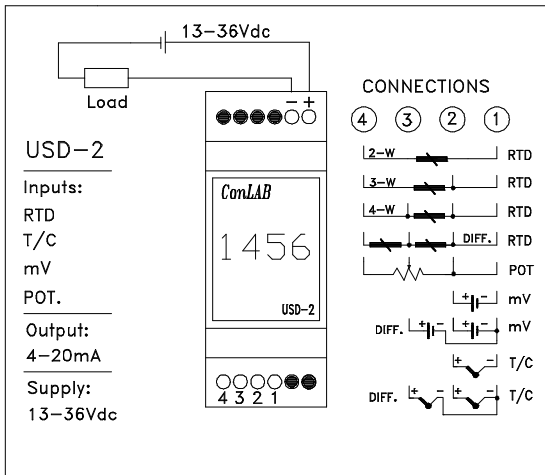 13-36Vdc
Load
- +
USD-2
Inputs:
RTD
T/C
mV
POT.
Output:
4-20mA
Supply:
13-36Vdc
ConLAB
1456
USD-2
4 3 2 1
CONNECTIONS
4 3 2 1
2-W RTD
3-W RTD
4-W RTD
DIFF. RTD
POT
+ - mV
DIFF. + - + - mV
+ - T/C
DIFF. + - + - T/C